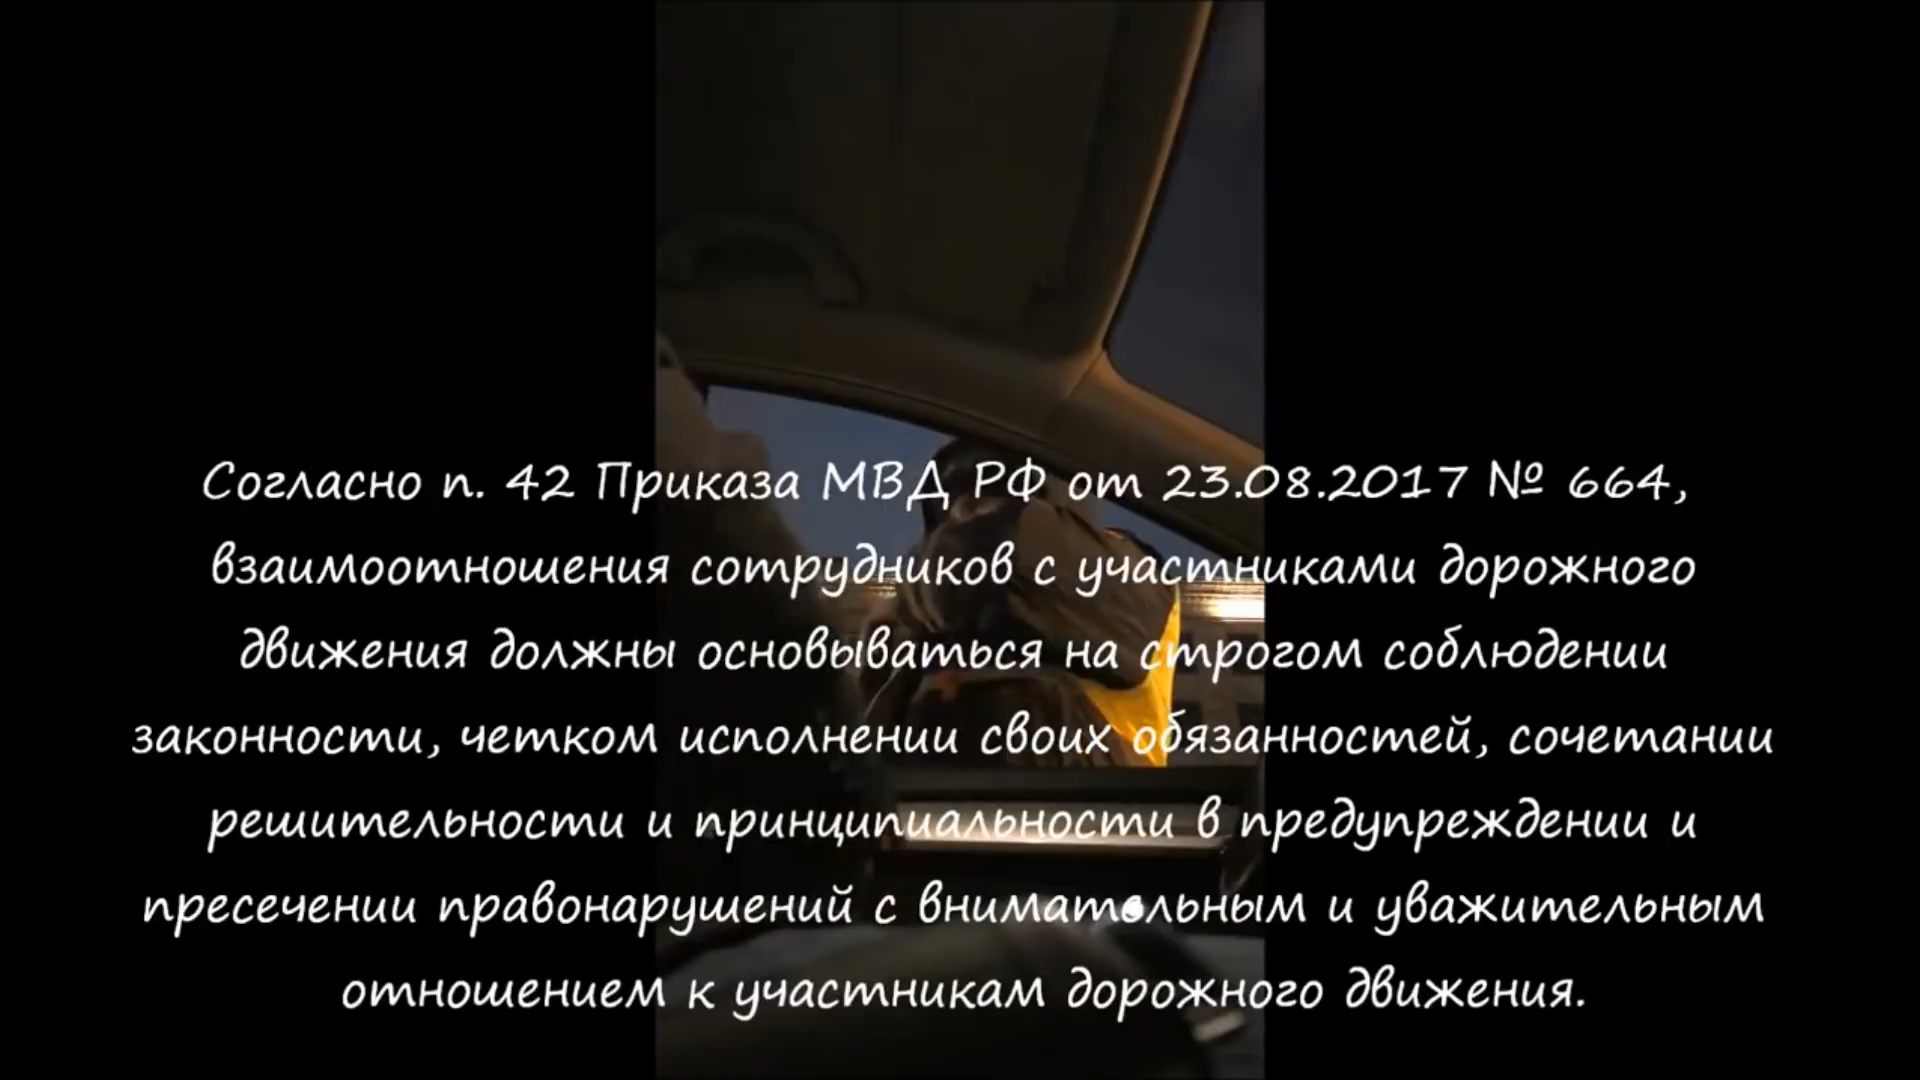 Согласно п. 42 Приказа МВД РФ от 23.08.2017 № 664,
взаимоотношения сотрудников с участниками дорожного
движения должны основываться на строгом соблюдении
законности, четком исполнении своих обязанностей, сочетании
решительности и принципиальности в предупреждении и
пресечении правонарушений с внимательным и уважительным
отношением к участникам дорожного движения.